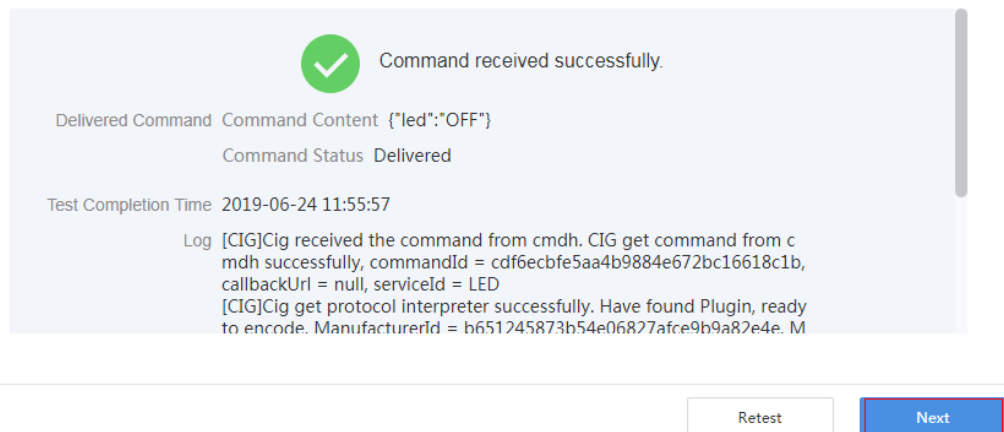 Command received successfully.
Delivered Command Command Content {"led":"OFF"}
Command Status Delivered
Test Completion Time 2019-06-24 11:55:57
Log [CIG]Cig received the command from cmdh. CIG get command from c
mdh successfully, commandId = cdf6ecbfe5aa4b9884e672bc16618c1b,
callbackUrl = null, serviceId = LED
[CIG]Cig get protocol interpreter successfully. Have found Plugin, ready
to encode. ManufacturerId = b651245873b54e06827afce9b9a82e4e. M
Retest Next